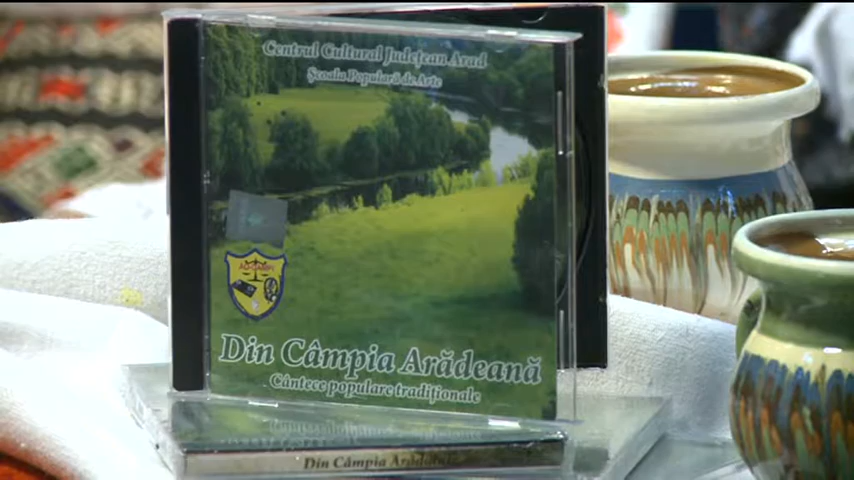 Centrul Cultural Județean Arad
Școala Populară de Arte
Din Câmpia Arădeană
Cântece populare tradiționale
Din Câmpia Arădeană